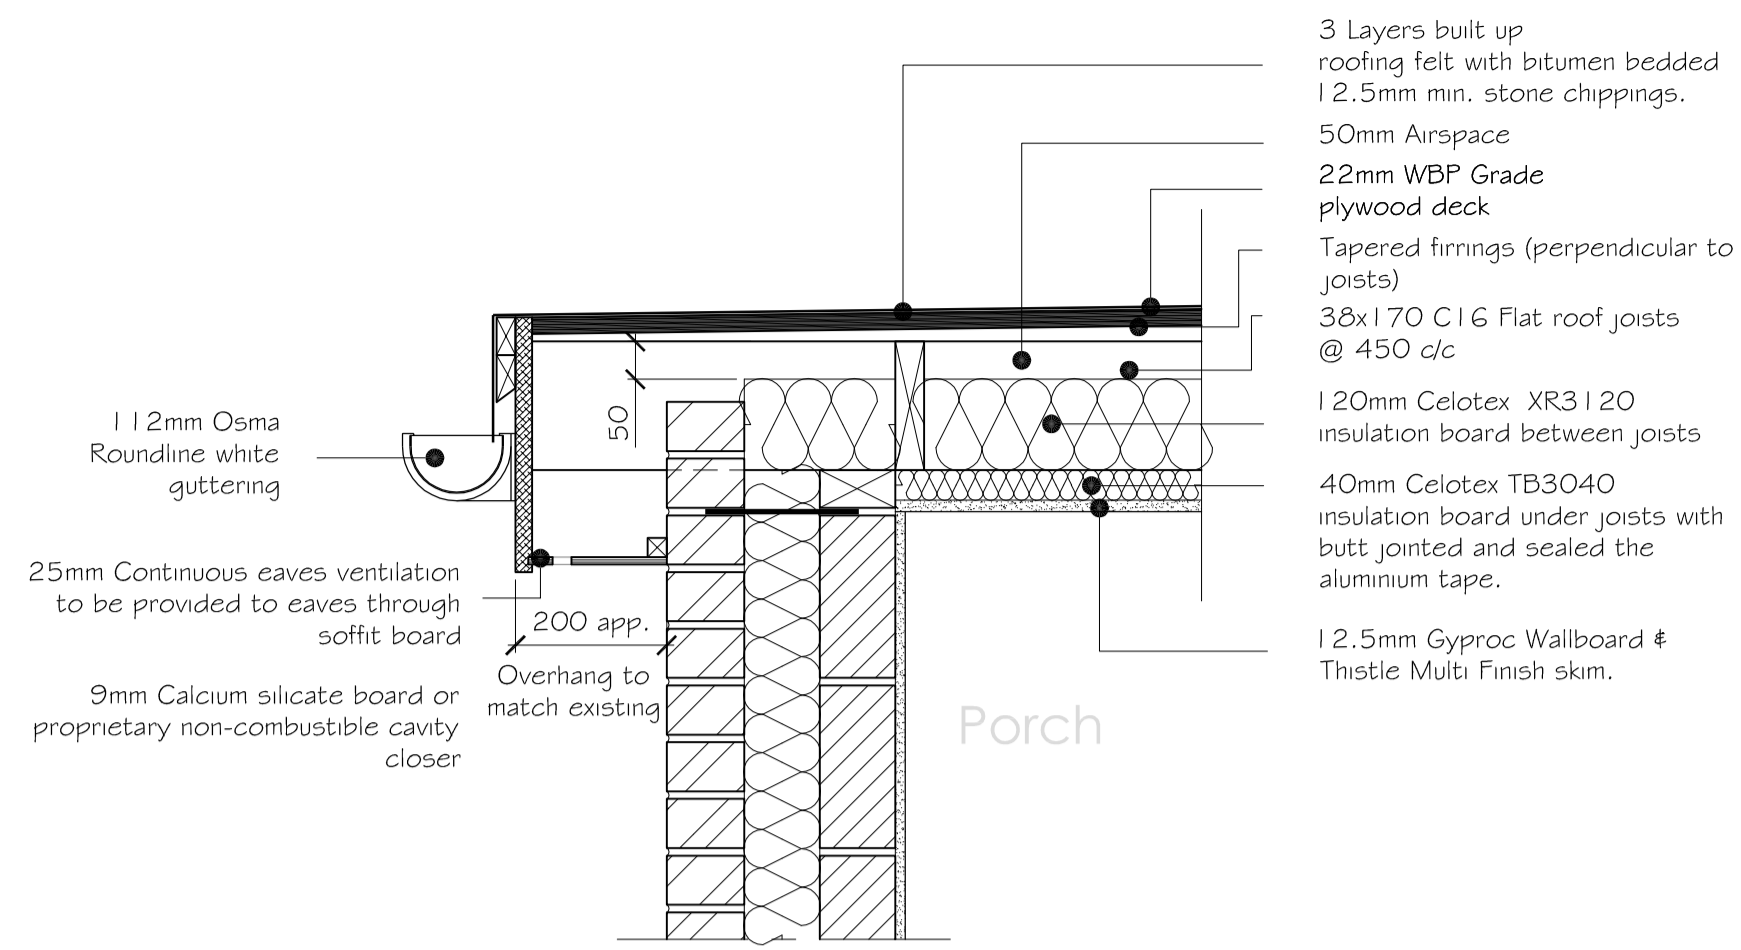 3 Layers built up
roofing felt with bitumen bedded
12.5mm min. stone chippings.
50mm Airspace
22mm WBP Grade
plywood deck
Tapered firrings (perpendicular to
joists)
38x170 C16 Flat roof joists
@ 450 c/c
120mm Celotex XR3120
insulation board between joists
40mm Celotex TB3040
insulation board under joists with
butt jointed and sealed the
aluminium tape.
12.5mm Gyproc Wallboard &
Thistle Multi Finish skim.
112mm Osma
Roundline white
guttering
25mm Continuous eaves ventilation
to be provided to eaves through
soffit board
9mm Calcium silicate board or
proprietary non-combustible cavity
closer
50
200 app.
Overhang to
match existing
Porch